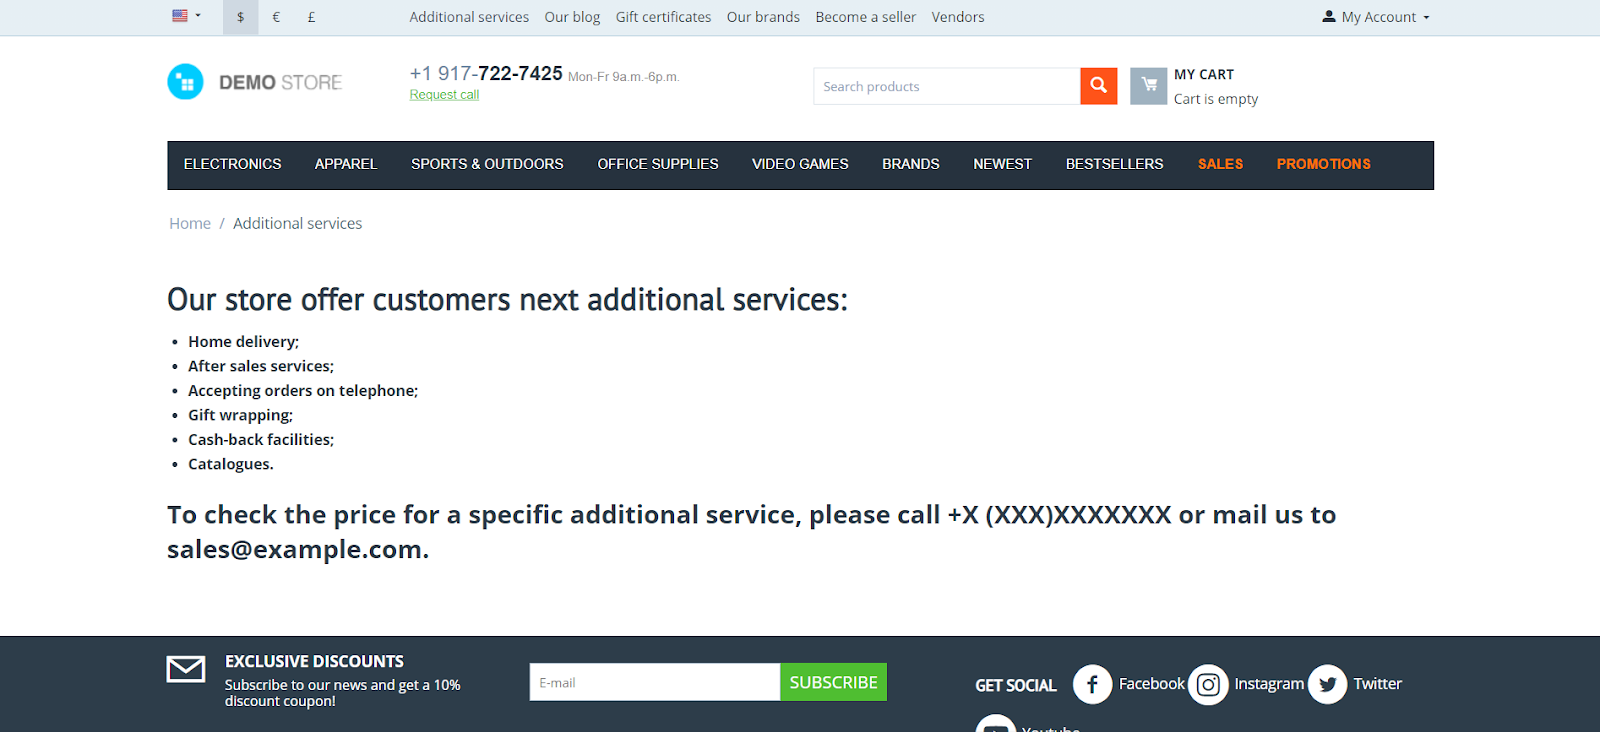 $ € £ Additional services Our blog Gift certificates Our brands Become a seller Vendors My Account
DEMO STORE
+1 917-722-7425 Mon-Fr 9a.m.-6p.m.
Request call
Search products
MY CART
Cart is empty
ELECTRONICS APPAREL SPORTS & OUTDOORS OFFICE SUPPLIES VIDEO GAMES BRANDS NEWEST BESTSELLERS SALES PROMOTIONS
Home / Additional services
Our store offer customers next additional services:
• Home delivery;
• After sales services;
• Accepting orders on telephone;
• Gift wrapping;
• Cash-back facilities;
• Catalogues.
To check the price for a specific additional service, please call +X (XXX)XXXXXXX or mail us to
sales@example.com.
EXCLUSIVE DISCOUNTS
Subscribe to our news and get a 10%
discount coupon!
E-mail
SUBSCRIBE
GET SOCIAL Facebook Instagram Twitter
Youtube